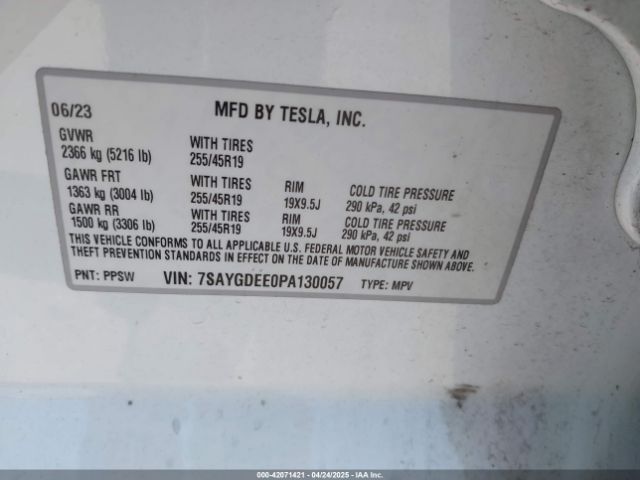 06/23 MFD BY TESLA, INC.
GVWR
2366 kg (5216 lb) WITH TIRES 255/45R19
GAWR FRT
1363 kg (3004 lb) WITH TIRES 255/45R19 RIM 19X9.5J COLD TIRE PRESSURE 290 kPa, 42 psi
GAWR RR
1500 kg (3306 lb) WITH TIRES 255/45R19 RIM 19X9.5J COLD TIRE PRESSURE 290 kPa, 42 psi
THIS VEHICLE CONFORMS TO ALL APPLICABLE U.S. FEDERAL MOTOR VEHICLE SAFETY AND
THEFT PREVENTION STANDARDS IN EFFECT ON THE DATE OF MANUFACTURE SHOWN ABOVE.
PNT: PPSW VIN: 7SAYGDEE0PA130057 TYPE: MPV
000-42071421 - 04/24/2025 - IAA Inc.